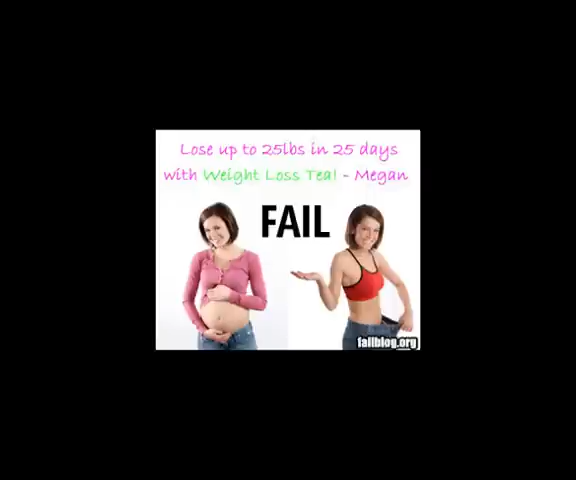 Lose up to 25lbs in 25 days
with Weight Loss Tea! - Megan
FAIL
failblog.org